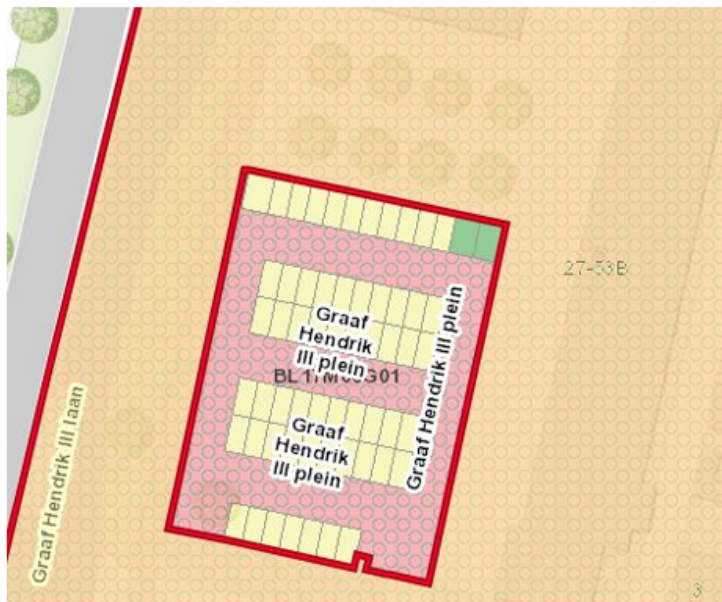 27-53B
Graaf
Hendrik
III plein
Graaf Hendrik III plein
Graaf
Hendrik
III plein
Graaf Hendrik III laan
3